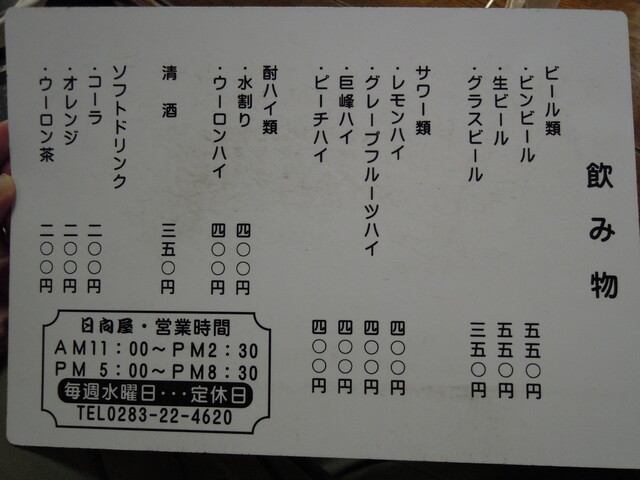 飲み物
ビール類
・ビンビール 五五〇円
・生ビール 五五〇円
・グラスビール 三五〇円
サワー類
・レモンハイ 四〇〇円
・グレープフルーツハイ 四〇〇円
・巨峰ハイ 四〇〇円
・ピーチハイ 四〇〇円
酎ハイ類
・水割り 四〇〇円
・ウーロンハイ 四〇〇円
清酒 三五〇円
ソフトドリンク
・コーラ 二〇〇円
・オレンジ 二〇〇円
・ウーロン茶 二〇〇円
日向屋・営業時間
AM11:00～PM2:30
PM 5:00～PM8:30
毎週水曜日・・・定休日
TEL0283-22-4620